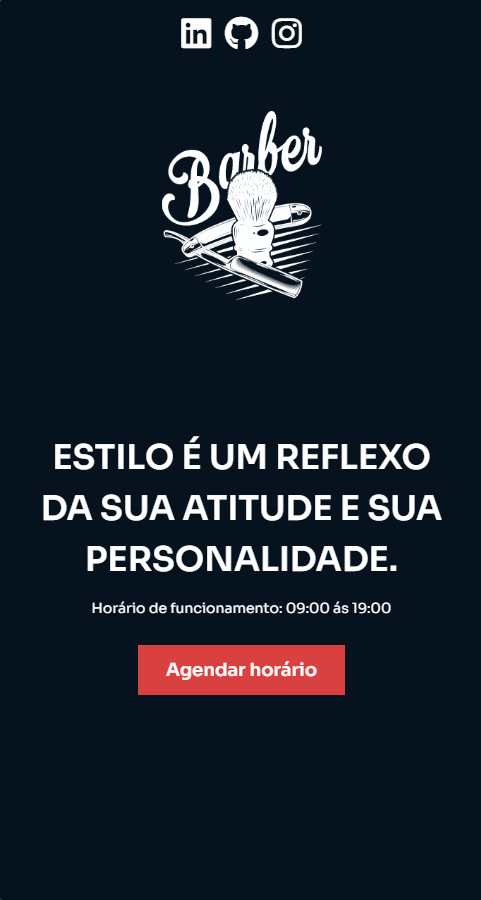 in
Barber
ESTILO É UM REFLEXO
DA SUA ATITUDE E SUA
PERSONALIDADE.
Horário de funcionamento: 09:00 ás 19:00
Agendar horário